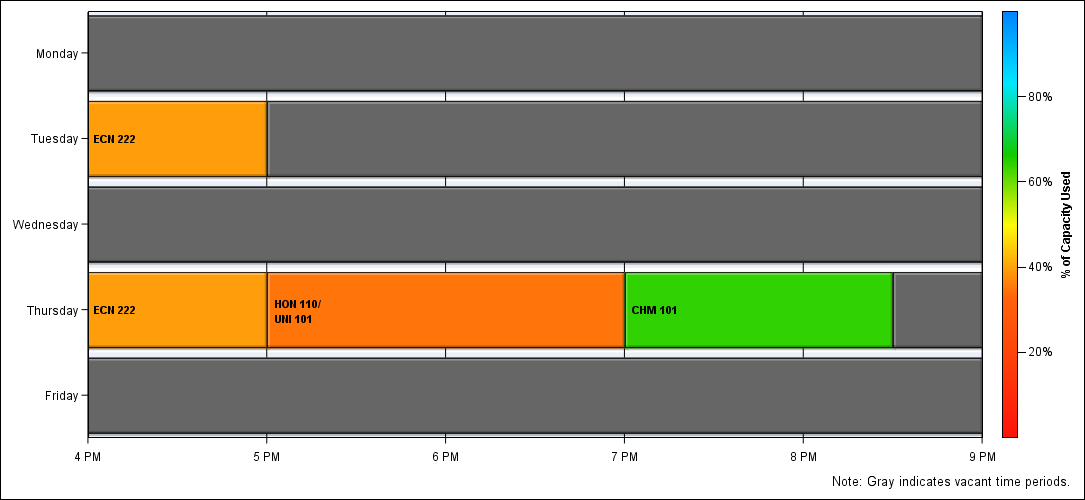 Monday
Tuesday
ECN 222
Wednesday
Thursday
ECN 222
HON 110/
UNI 101
CHM 101
Friday
4 PM
5 PM
6 PM
7 PM
8 PM
9 PM
80%
60%
40%
20%
% of Capacity Used
Note: Gray indicates vacant time periods.